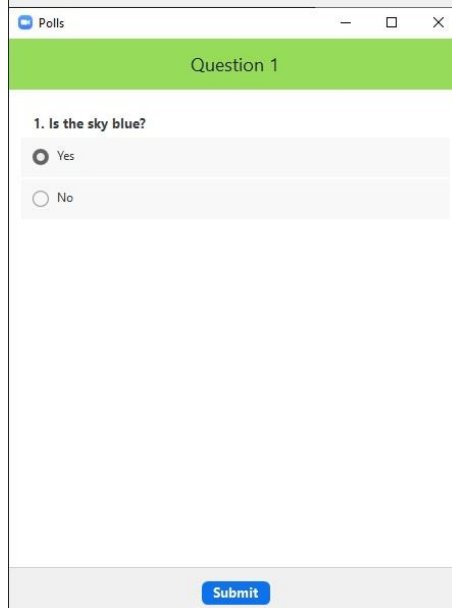 Polls
Question 1
1. Is the sky blue?
Yes
No
Submit